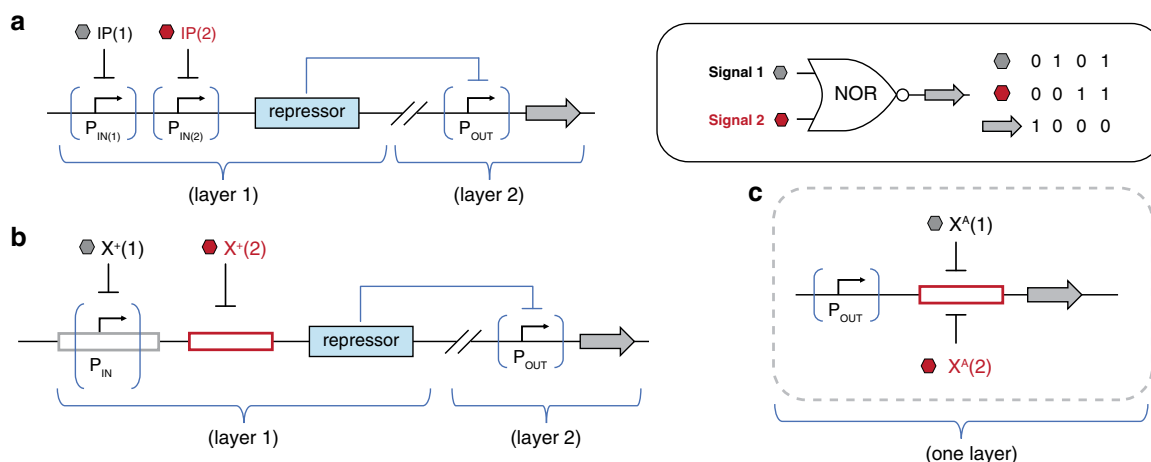 a
IP(1)
IP(2)
repressor
P_IN(1)
P_IN(2)
P_OUT
(layer 1)
(layer 2)
Signal 1
Signal 2
NOR
0 1 0 1
0 0 1 1
1 0 0 0
b
X⁺(1)
X⁺(2)
P_IN
repressor
P_OUT
(layer 1)
(layer 2)
c
Xᴬ(1)
P_OUT
Xᴬ(2)
(one layer)